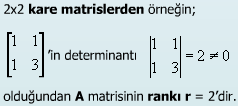 2x2 kare matrislerden örneğin;
[1 1
1 3] 'in determinantı |1 1
1 3| = 2 ≠ 0
olduğundan A matrisinin rankı r = 2'dir.